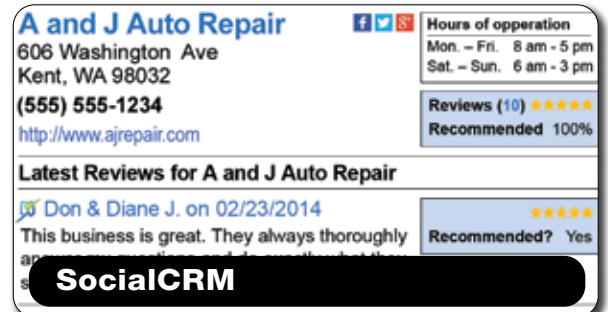 A and J Auto Repair
606 Washington Ave
Kent, WA 98032
(555) 555-1234
http://www.ajrepair.com
Hours of opperation
Mon. – Fri. 8 am - 5 pm
Sat. – Sun. 6 am - 3 pm
Reviews (10)
Recommended 100%
Latest Reviews for A and J Auto Repair
Don & Diane J. on 02/23/2014
This business is great. They always thoroughly
Recommended? Yes
SocialCRM